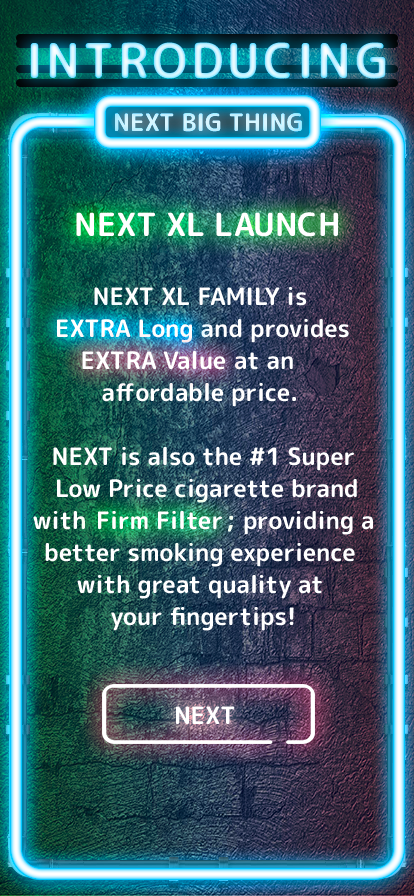 INTRODUCING
NEXT BIG THING
NEXT XL LAUNCH
NEXT XL FAMILY is
EXTRA Long and provides
EXTRA Value at an
affordable price.
NEXT is also the #1 Super
Low Price cigarette brand
with Firm Filter; providing a
better smoking experience
with great quality at
your fingertips!
NEXT